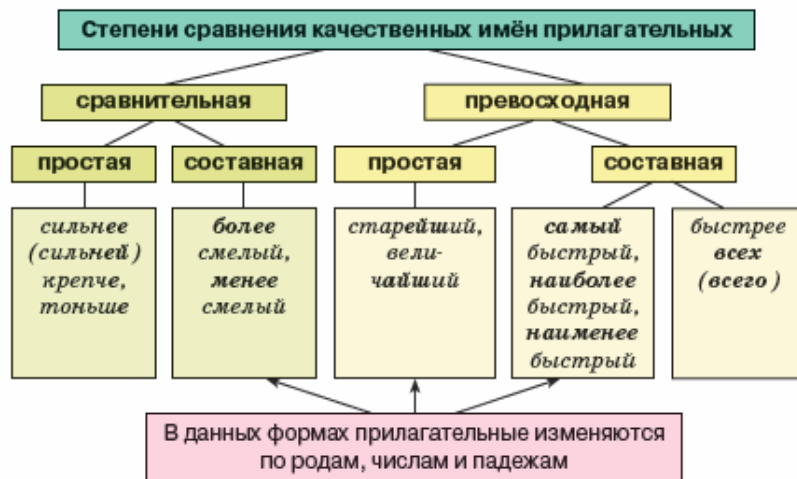 Степени сравнения качественных имён прилагательных
сравнительная
превосходная
простая
составная
простая
составная
сильнее
(сильней)
крепче,
тоньше
более
смелый,
менее
смелый
старейший,
вели-
чайший
самый
быстрый,
наиболее
быстрый,
наименее
быстрый
быстрее
всех
(всего)
В данных формах прилагательные изменяются
по родам, числам и падежам